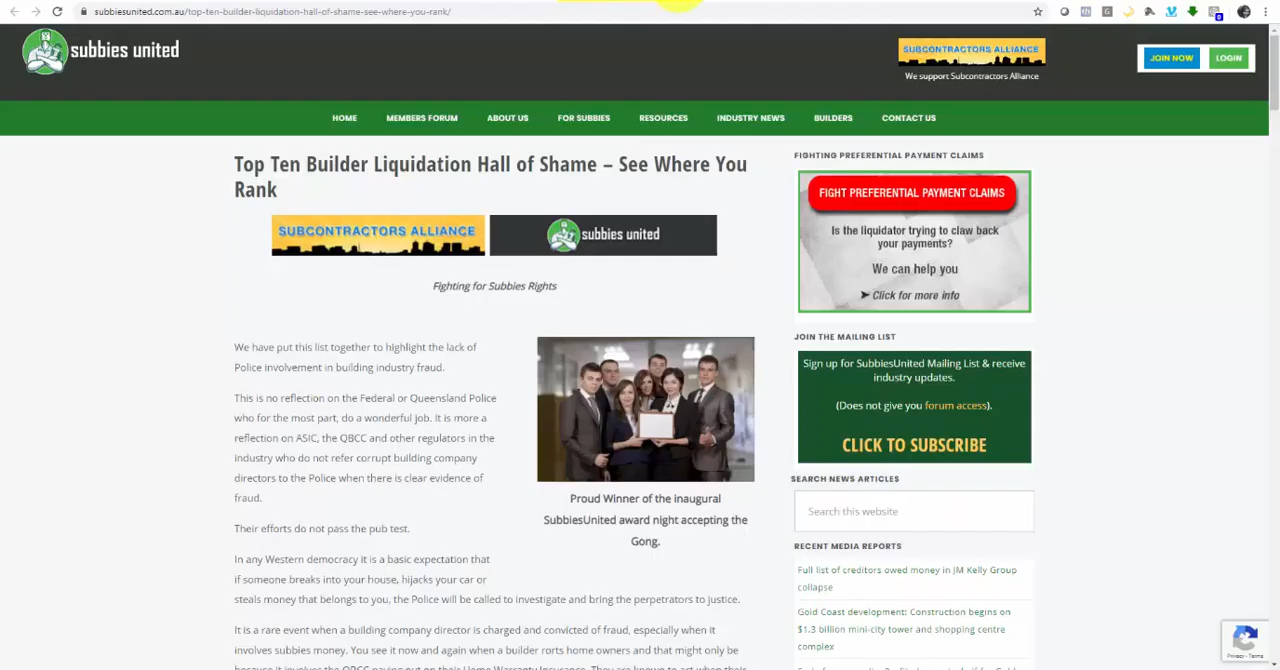 subbiesunited.com.au/top-ten-builder-liquidation-hall-of-shame-see-where-you-rank/
subbies united
SUBCONTRACTORS ALLIANCE
We support Subcontractors Alliance
JOIN NOW
LOGIN
HOME
MEMBERS FORUM
ABOUT US
FOR SUBBIES
RESOURCES
INDUSTRY NEWS
BUILDERS
CONTACT US
Top Ten Builder Liquidation Hall of Shame – See Where You
Rank
SUBCONTRACTORS ALLIANCE
subbies united
Fighting for Subbies Rights
We have put this list together to highlight the lack of
Police involvement in building industry fraud.
This is no reflection on the Federal or Queensland Police
who for the most part, do a wonderful job. It is more a
reflection on ASIC, the QBCC and other regulators in the
industry who do not refer corrupt building company
directors to the Police when there is clear evidence of
fraud.
Their efforts do not pass the pub test.
In any Western democracy it is a basic expectation that
if someone breaks into your house, hijacks your car or
steals money that belongs to you, the Police will be called to investigate and bring the perpetrators to justice.
It is a rare event when a building company director is charged and convicted of fraud, especially when it
involves subbies money. You see it now and again when a builder rorts home owners and that might only be
Proud Winner of the inaugural
SubbiesUnited award night accepting the
Gong.
FIGHTING PREFERENTIAL PAYMENT CLAIMS
FIGHT PREFERENTIAL PAYMENT CLAIMS
Is the liquidator trying to claw back
your payments?
We can help you
➤ Click for more info
JOIN THE MAILING LIST
Sign up for SubbiesUnited Mailing List & receive
industry updates.
(Does not give you forum access).
CLICK TO SUBSCRIBE
SEARCH NEWS ARTICLES
Search this website
RECENT MEDIA REPORTS
Full list of creditors owed money in JM Kelly Group
collapse
Gold Coast development: Construction begins on
$1.3 billion mini-city tower and shopping centre
complex
Privacy - Terms